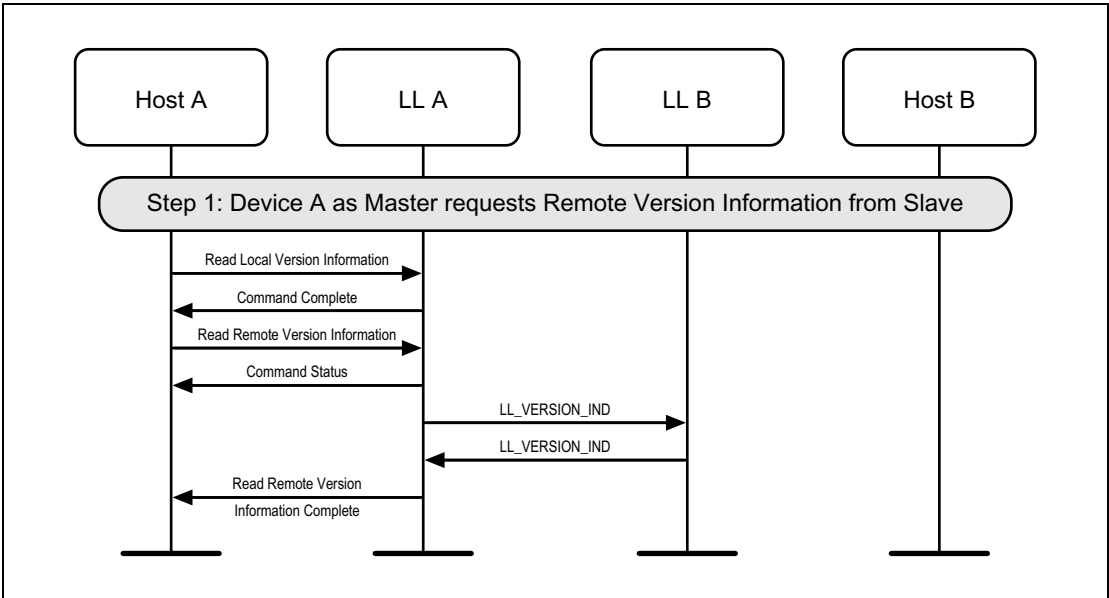 Host A
LL A
LL B
Host B
Step 1: Device A as Master requests Remote Version Information from Slave
Read Local Version Information
Command Complete
Read Remote Version Information
Command Status
LL_VERSION_IND
LL_VERSION_IND
Read Remote Version
Information Complete